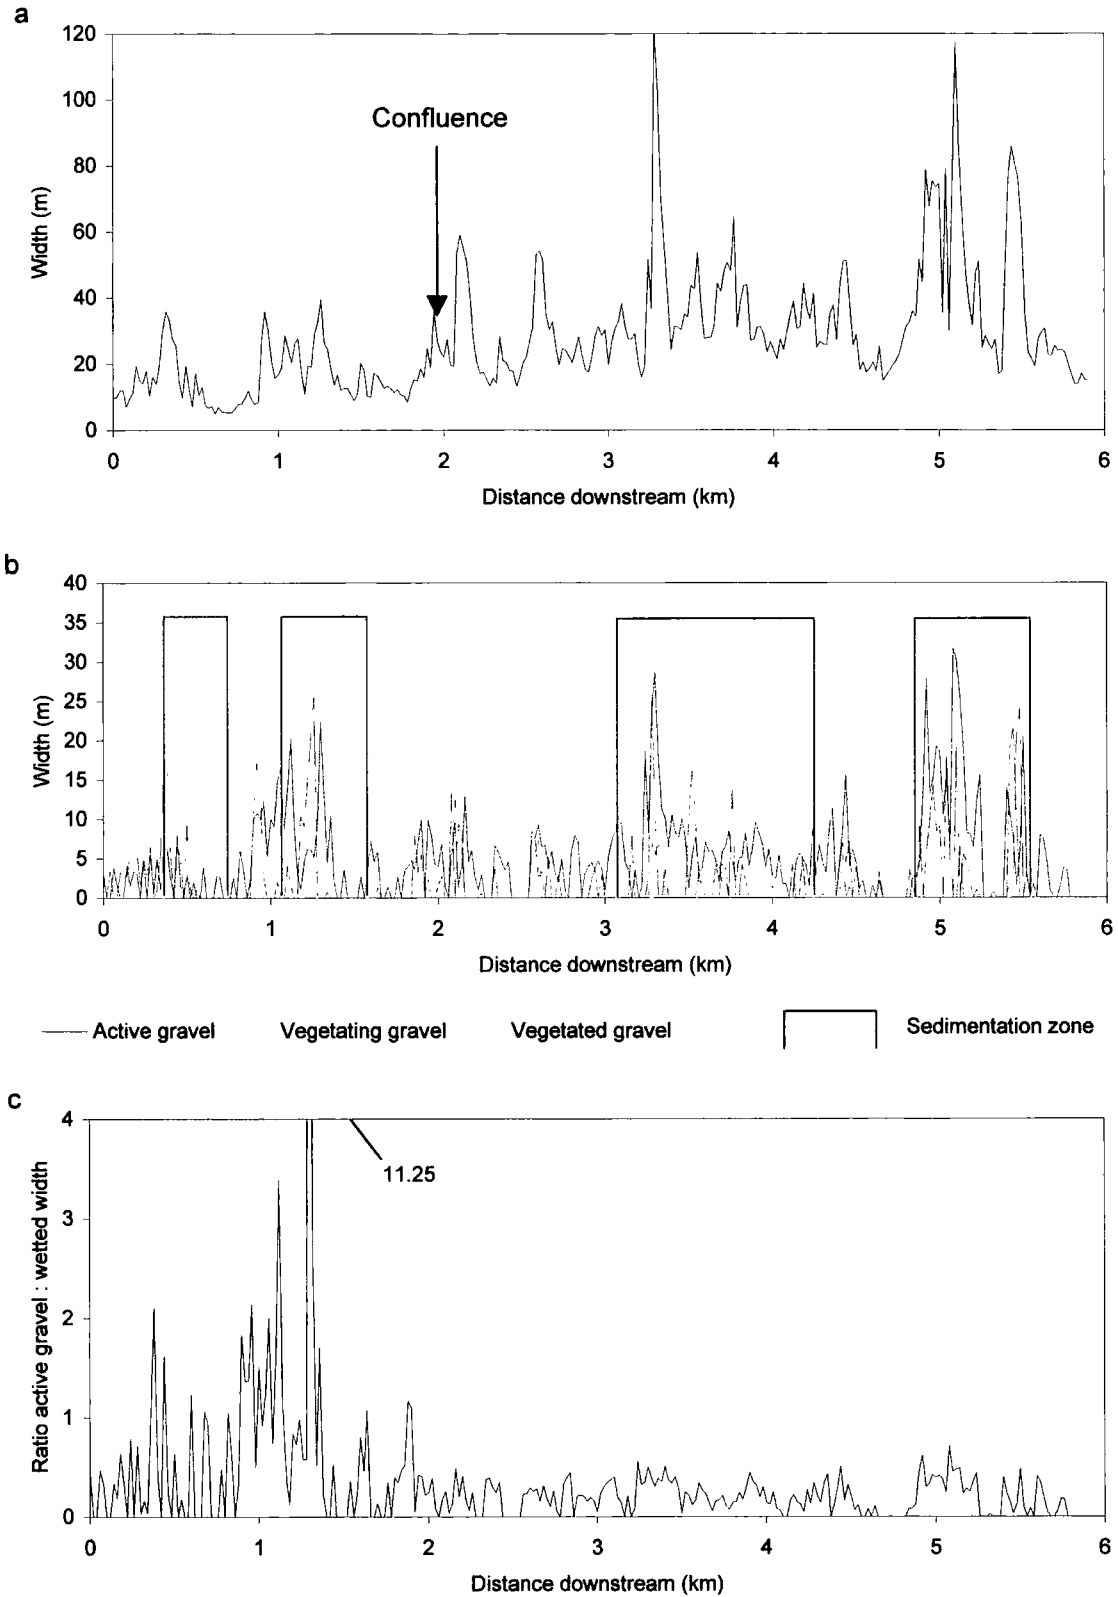 a
120
100
80
60
40
20
0
Width (m)
Confluence
0 1 2 3 4 5 6
Distance downstream (km)
b
40
35
30
25
20
15
10
5
0
Width (m)
0 1 2 3 4 5 6
Distance downstream (km)
Active gravel Vegetating gravel Vegetated gravel Sedimentation zone
c
4
3
2
1
0
Ratio active gravel : wetted width
11.25
0 1 2 3 4 5 6
Distance downstream (km)